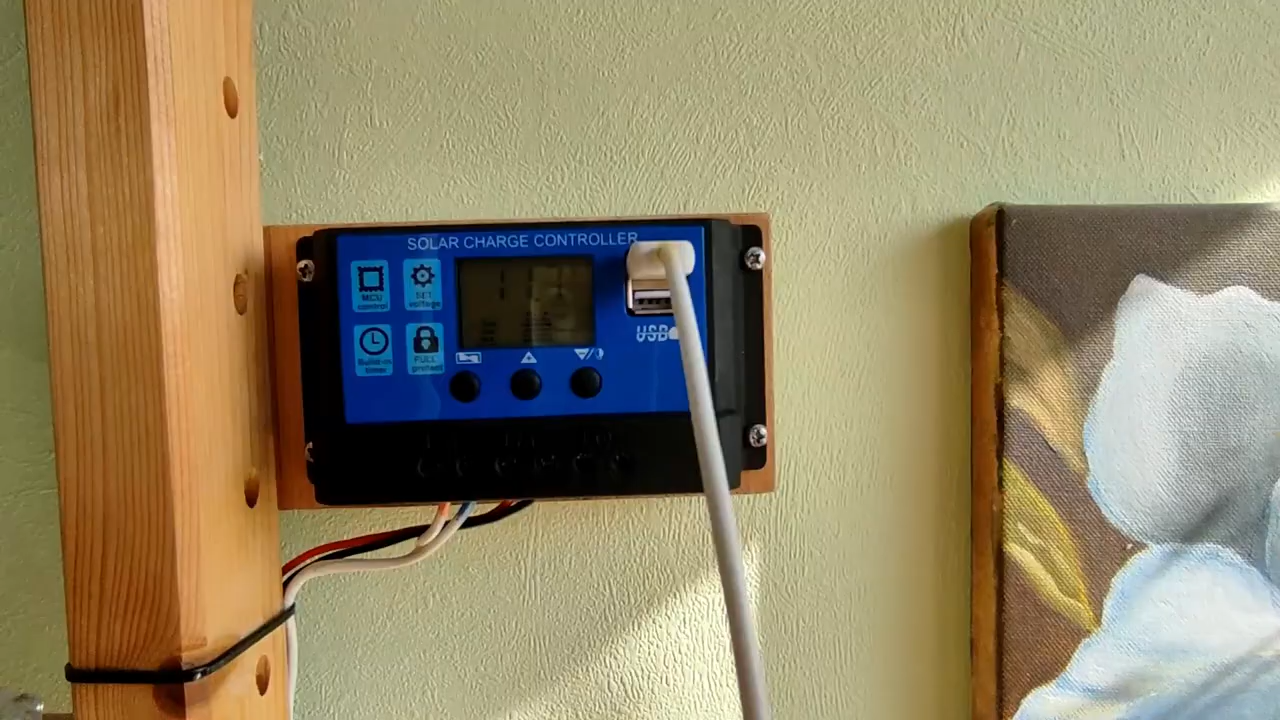 SOLAR CHARGE CONTROLLER
MCU
control
SET
voltage
Build-in
timer
FULL
protect
USB